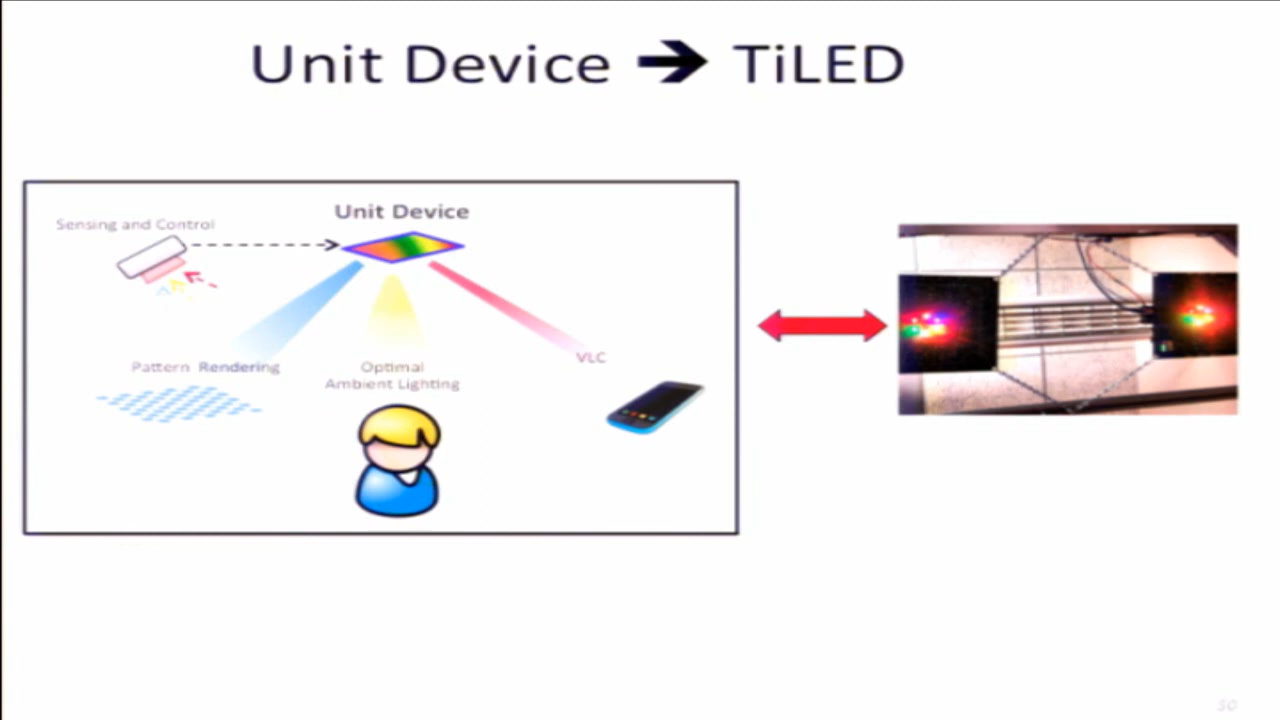 Unit Device ➔ TiLED
Unit Device
Sensing and Control
Pattern Rendering
Optimal
Ambient Lighting
VLC
50